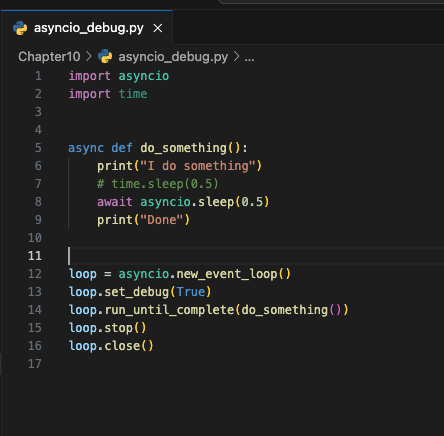 asyncio_debug.py ×
Chapter10 > asyncio_debug.py > ...
1 import asyncio
2 import time
3
4
5 async def do_something():
6     print("I do something")
7     # time.sleep(0.5)
8     await asyncio.sleep(0.5)
9     print("Done")
10
11
12 loop = asyncio.new_event_loop()
13 loop.set_debug(True)
14 loop.run_until_complete(do_something())
15 loop.stop()
16 loop.close()
17